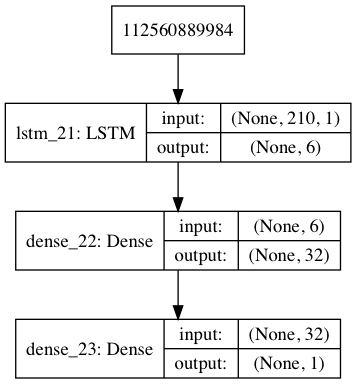 112560889984
lstm_21: LSTM
input:
(None, 210, 1)
output:
(None, 6)
dense_22: Dense
input:
(None, 6)
output:
(None, 32)
dense_23: Dense
input:
(None, 32)
output:
(None, 1)